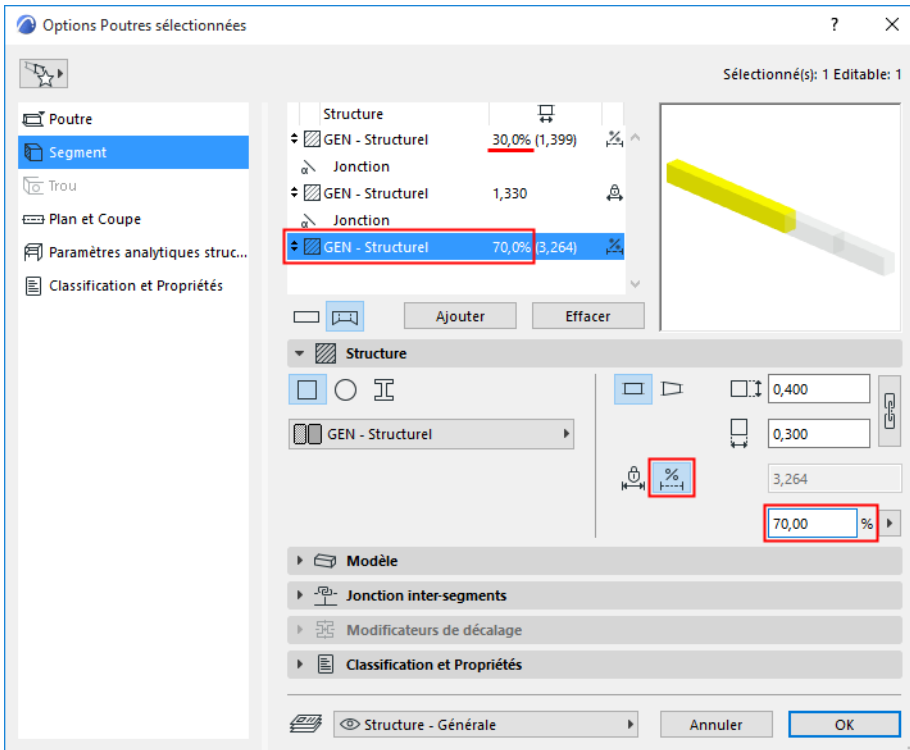 Options Poutres sélectionnées
?
Sélectionné(s): 1 Editable: 1
Poutre
Segment
Trou
Plan et Coupe
Paramètres analytiques struc...
Classification et Propriétés
Structure
GEN - Structurel 30,0% (1,399)
Jonction
GEN - Structurel 1,330
Jonction
GEN - Structurel 70,0% (3,264)
Ajouter Effacer
Structure
0,400
GEN - Structurel
0,300
3,264
70,00 %
Modèle
Jonction inter-segments
Modificateurs de décalage
Classification et Propriétés
Structure - Générale
Annuler OK